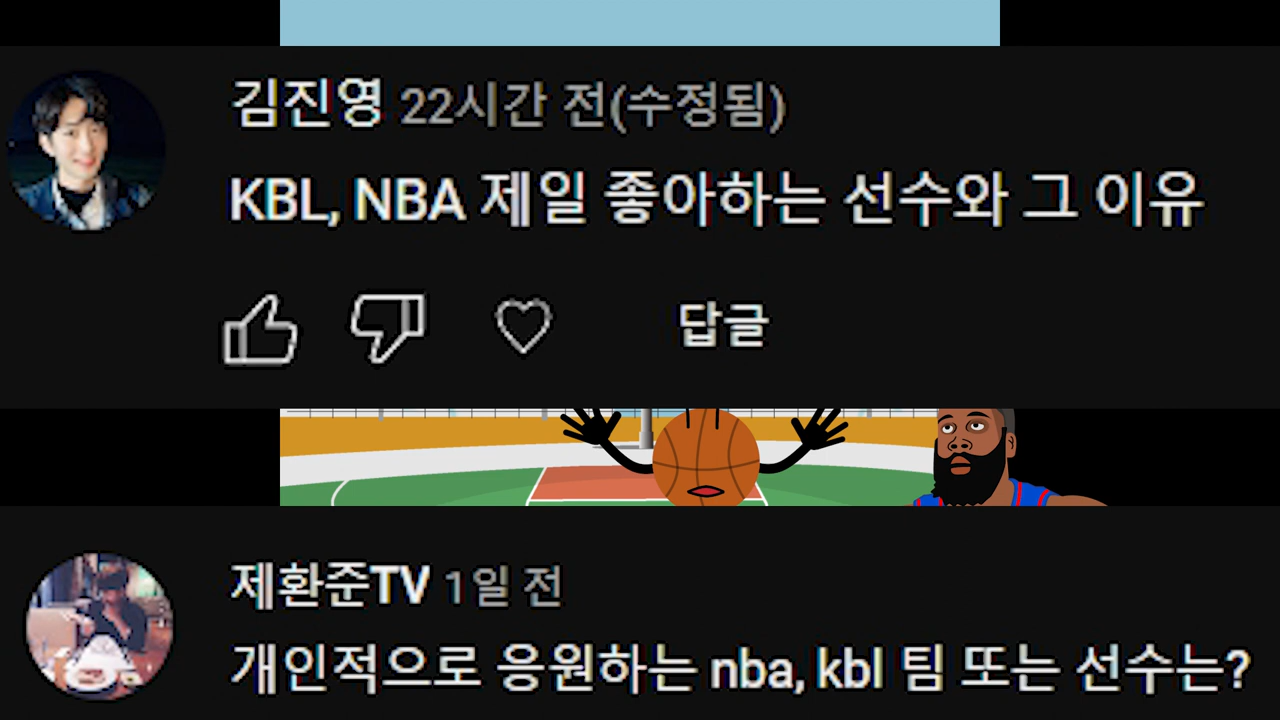 김진영 22시간 전(수정됨)
KBL, NBA 제일 좋아하는 선수와 그 이유
답글
제환준TV 1일 전
개인적으로 응원하는 nba, kbl 팀 또는 선수는?